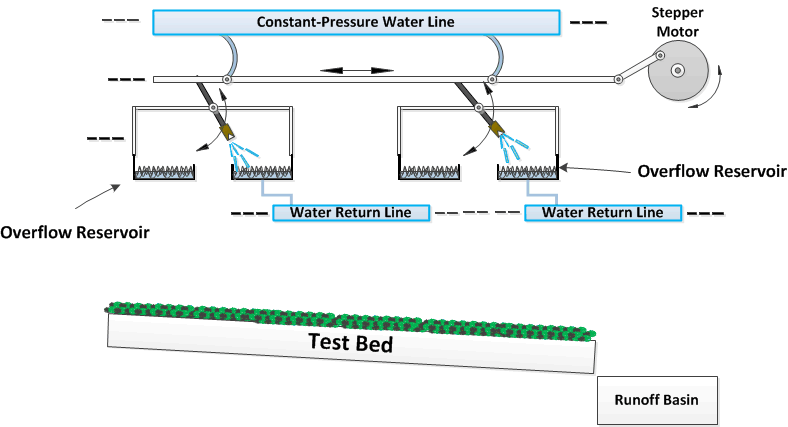 Constant-Pressure Water Line
Stepper
Motor
Overflow Reservoir
Overflow Reservoir
Water Return Line
Water Return Line
Test Bed
Runoff Basin